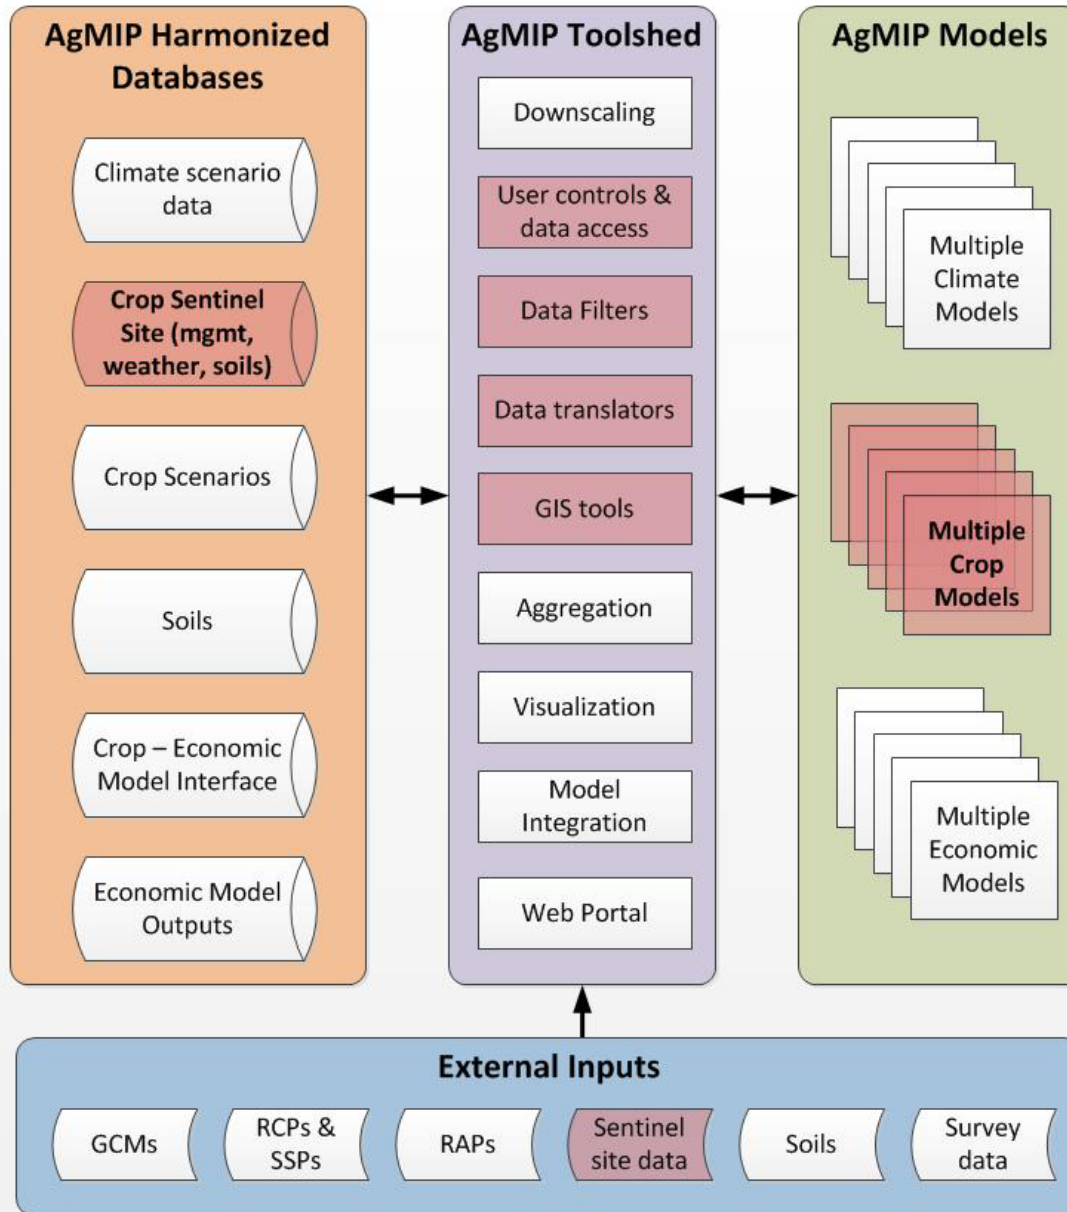 AgMIP Harmonized
Databases
Climate scenario
data
Crop Sentinel
Site (mgmt,
weather, soils)
Crop Scenarios
Soils
Crop – Economic
Model Interface
Economic Model
Outputs
AgMIP Toolshed
Downscaling
User controls &
data access
Data Filters
Data translators
GIS tools
Aggregation
Visualization
Model
Integration
Web Portal
AgMIP Models
Multiple
Climate
Models
Multiple
Crop
Models
Multiple
Economic
Models
External Inputs
GCMs
RCPs &
SSPs
RAPs
Sentinel
site data
Soils
Survey
data